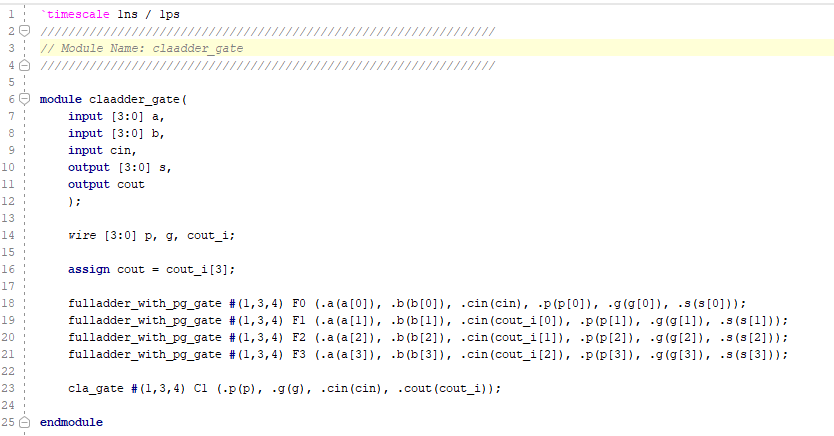 1 `timescale 1ns / 1ps
2 /////////////////////////////////////////////////////////////////
3 // Module Name: claadder_gate
4 /////////////////////////////////////////////////////////////////
5
6 module claadder_gate(
7 input [3:0] a,
8 input [3:0] b,
9 input cin,
10 output [3:0] s,
11 output cout
12 );
13
14 wire [3:0] p, g, cout_i;
15
16 assign cout = cout_i[3];
17
18 fulladder_with_pg_gate #(1,3,4) F0 (.a(a[0]), .b(b[0]), .cin(cin), .p(p[0]), .g(g[0]), .s(s[0]));
19 fulladder_with_pg_gate #(1,3,4) F1 (.a(a[1]), .b(b[1]), .cin(cout_i[0]), .p(p[1]), .g(g[1]), .s(s[1]));
20 fulladder_with_pg_gate #(1,3,4) F2 (.a(a[2]), .b(b[2]), .cin(cout_i[1]), .p(p[2]), .g(g[2]), .s(s[2]));
21 fulladder_with_pg_gate #(1,3,4) F3 (.a(a[3]), .b(b[3]), .cin(cout_i[2]), .p(p[3]), .g(g[3]), .s(s[3]));
22
23 cla_gate #(1,3,4) C1 (.p(p), .g(g), .cin(cin), .cout(cout_i));
24
25 endmodule